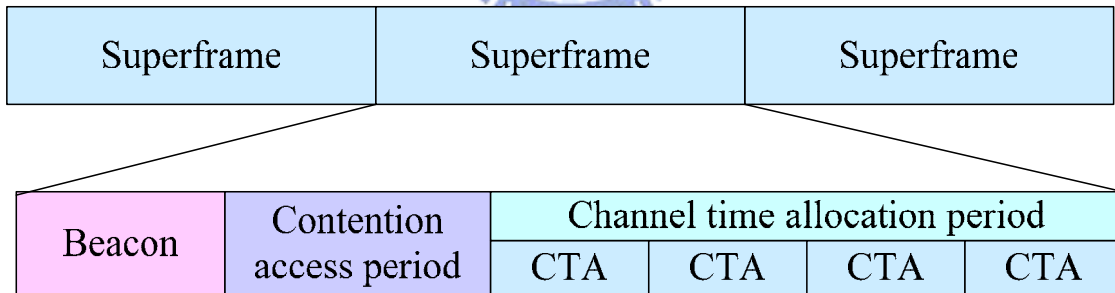 Superframe Superframe Superframe
Beacon
Contention
access period
Channel time allocation period
CTA CTA CTA CTA